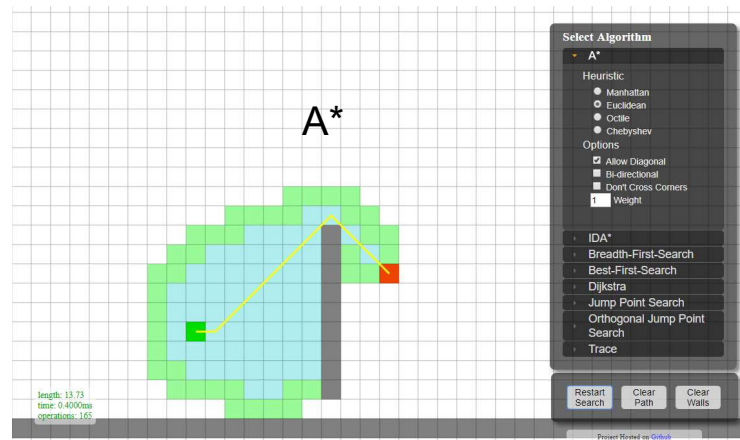 A*
Select Algorithm
A*
Heuristic
Manhattan
Euclidean
Octile
Chebyshev
Options
Allow Diagonal
Bi-directional
Don't Cross Corners
1 Weight
IDA*
Breadth-First-Search
Best-First-Search
Dijkstra
Jump Point Search
Orthogonal Jump Point
Search
Trace
Restart
Search
Clear
Path
Clear
Walls
length: 13.73
time: 0.4000ms
operations: 165
Project Hosted on Github